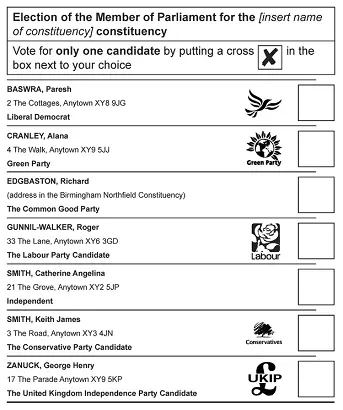 Election of the Member of Parliament for the [insert name
of constituency] constituency
Vote for only one candidate by putting a cross X in the
box next to your choice
BASWRA, Paresh
2 The Cottages, Anytown XY8 9JG
Liberal Democrat
CRANLEY, Alana
4 The Walk, Anytown XY9 5JJ
Green Party
Green Party
EDGBASTON, Richard
(address in the Birmingham Northfield Constituency)
The Common Good Party
GUNNIL-WALKER, Roger
33 The Lane, Anytown XY6 3GD
The Labour Party Candidate
Labour
SMITH, Catherine Angelina
21 The Grove, Anytown XY2 5JP
Independent
SMITH, Keith James
3 The Road, Anytown XY3 4JN
The Conservative Party Candidate
Conservatives
ZANUCK, George Henry
17 The Parade Anytown XY9 5KP
The United Kingdom Independence Party Candidate
£
UKIP